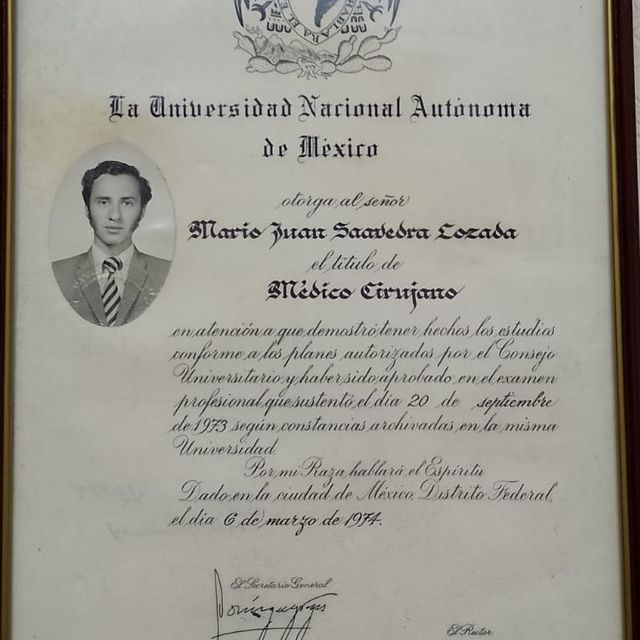 HABLARA EL E
La Universidad Nacional Autónoma
de México
otorga al señor
Mario Juan Saavedra Lozada
el título de
Médico Cirujano
en atención a que demostró tener hechos los estudios
conforme a los planes autorizados por el Consejo
Universitario y haber sido aprobado en el examen
profesional que sustentó el día 20 de septiembre
de 1973 según constancias archivadas en la misma
Universidad
Por mi Raza hablará el Espíritu
Dado en la ciudad de México, Distrito Federal,
el día 6 de marzo de 1974.
El Secretario General
El Rector